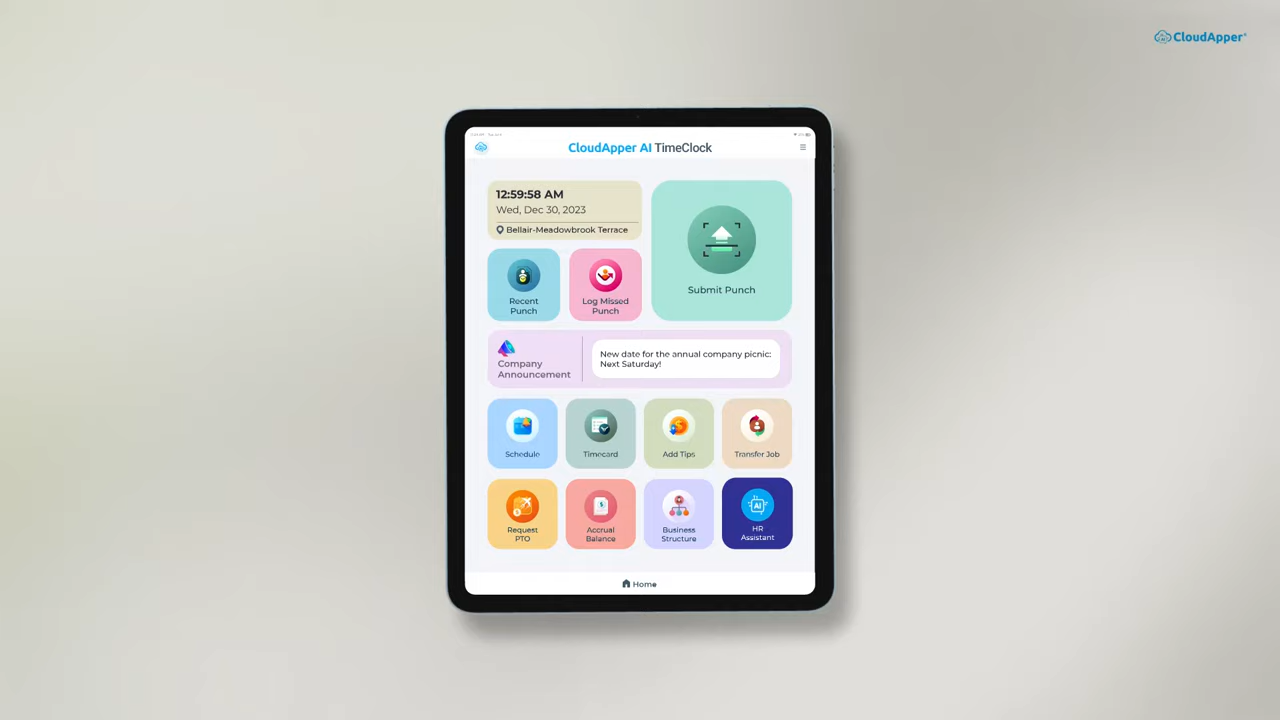 CloudApper®
CloudApper AI TimeClock
12:59:58 AM
Wed, Dec 30, 2023
Bellair-Meadowbrook Terrace
Submit Punch
Recent
Punch
Log Missed
Punch
Company
Announcement
New date for the annual company picnic:
Next Saturday!
Schedule
Timecard
Add Tips
Transfer Job
Request
PTO
Accrual
Balance
Business
Structure
AI
HR
Assistant
Home